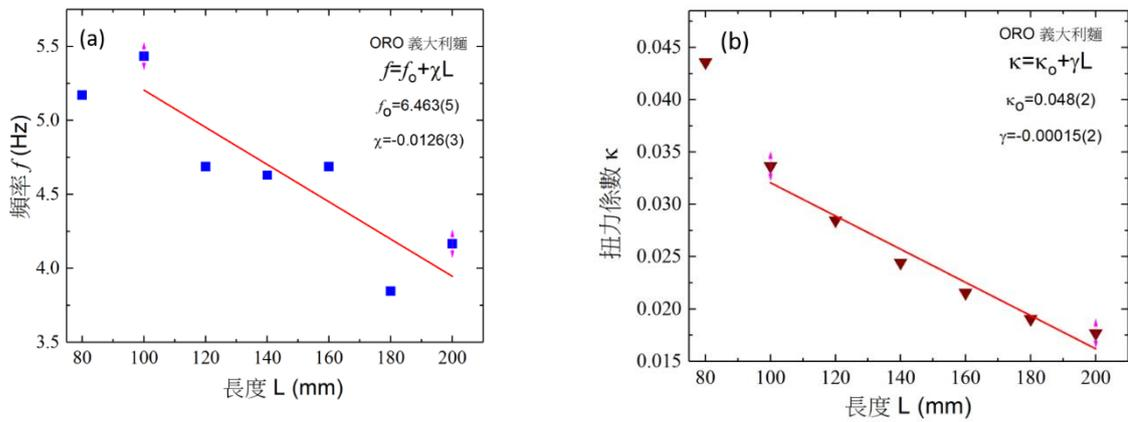 (a)
ORO 義大利麵
f=fo+χL
fo=6.463(5)
χ=-0.0126(3)
頻率 f (Hz)
5.5
5.0
4.5
4.0
3.5
80 100 120 140 160 180 200
長度 L (mm)
(b)
ORO 義大利麵
κ=κo+γL
κo=0.048(2)
γ=-0.00015(2)
扭力係數 κ
0.045
0.040
0.035
0.030
0.025
0.020
0.015
80 100 120 140 160 180 200
長度 L (mm)